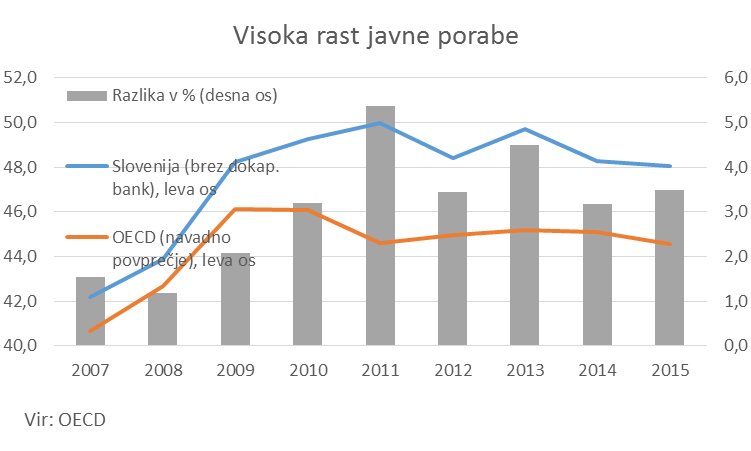 Visoka rast javne porabe
52,0
50,0
48,0
46,0
44,0
42,0
40,0
6,0
5,0
4,0
3,0
2,0
1,0
0,0
Razlika v % (desna os)
Slovenija (brez dokap.
bank), leva os
OECD (navadno
povprečje), leva os
2007 2008 2009 2010 2011 2012 2013 2014 2015
Vir: OECD